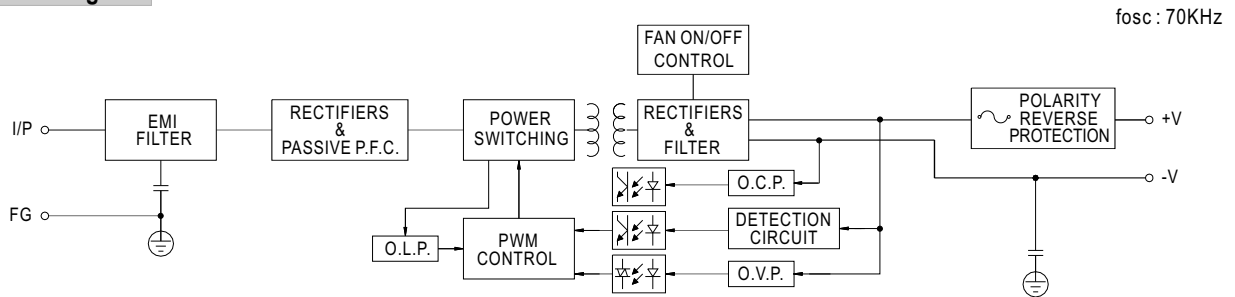 fosc : 70KHz
FAN ON/OFF
CONTROL
I/P
EMI
FILTER
RECTIFIERS
&
PASSIVE P.F.C.
POWER
SWITCHING
RECTIFIERS
&
FILTER
POLARITY
REVERSE
PROTECTION
+V
-V
FG
O.L.P.
PWM
CONTROL
O.C.P.
DETECTION
CIRCUIT
O.V.P.